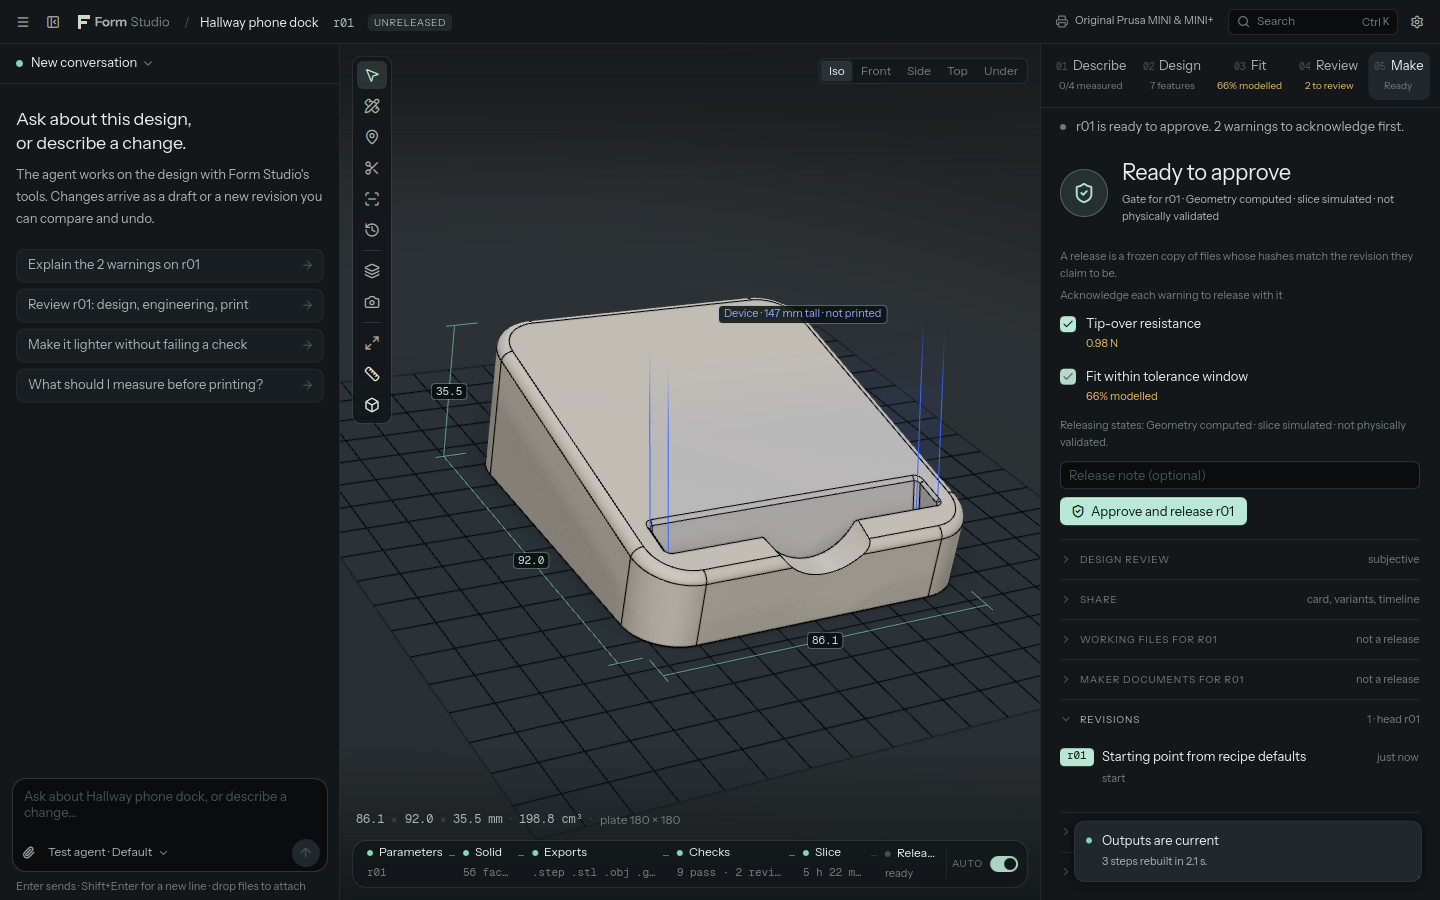 Form Studio / Hallway phone dock r01 UNRELEASED
Original Prusa MINI & MINI+
Search Ctrl K
New conversation
Ask about this design,
or describe a change.
The agent works on the design with Form Studio's
tools. Changes arrive as a draft or a new revision you
can compare and undo.
Explain the 2 warnings on r01
Review r01: design, engineering, print
Make it lighter without failing a check
What should I measure before printing?
Ask about Hallway phone dock, or describe a
change…
Test agent · Default
Enter sends · Shift+Enter for a new line · drop files to attach
Iso Front Side Top Under
Device · 147 mm tall · not printed
35.5
92.0
86.1
86.1 × 92.0 × 35.5 mm · 198.8 cm³ · plate 180 × 180
Parameters Solid Exports Checks Slice Relea…
r01 56 fac… .step .stl .obj .g… 9 pass · 2 revi… 5 h 22 m… ready
AUTO
01 Describe 02 Design 03 Fit 04 Review 05 Make
0/4 measured 7 features 66% modelled 2 to review Ready
r01 is ready to approve. 2 warnings to acknowledge first.
Ready to approve
Gate for r01 · Geometry computed · slice simulated · not
physically validated
A release is a frozen copy of files whose hashes match the revision they
claim to be.
Acknowledge each warning to release with it
Tip-over resistance
0.98 N
Fit within tolerance window
66% modelled
Releasing states: Geometry computed · slice simulated · not physically
validated.
Release note (optional)
Approve and release r01
DESIGN REVIEW subjective
SHARE card, variants, timeline
WORKING FILES FOR R01 not a release
MAKER DOCUMENTS FOR R01 not a release
REVISIONS 1 · head r01
r01 Starting point from recipe defaults just now
start
Outputs are current
3 steps rebuilt in 2.1 s.